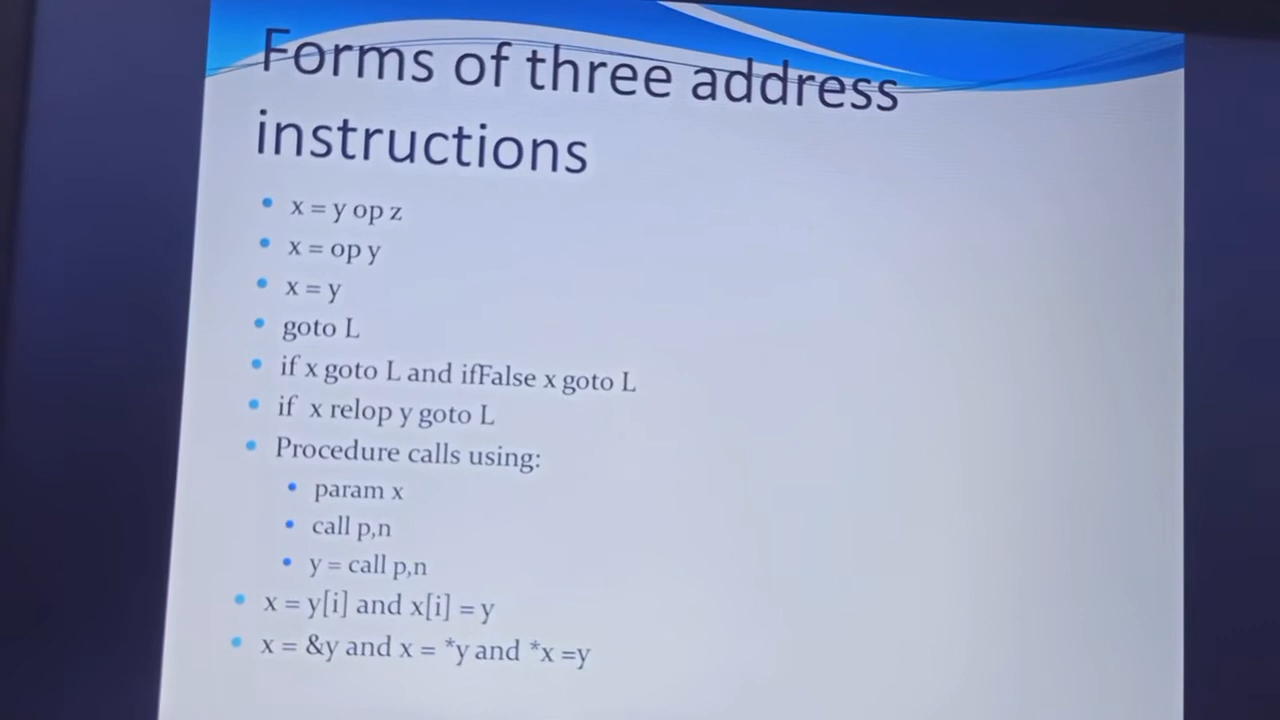 Forms of three address
instructions
x = y op z
x = op y
x = y
goto L
if x goto L and ifFalse x goto L
if x relop y goto L
Procedure calls using:
param x
call p,n
y = call p,n
x = y[i] and x[i] = y
x = &y and x = *y and *x =y